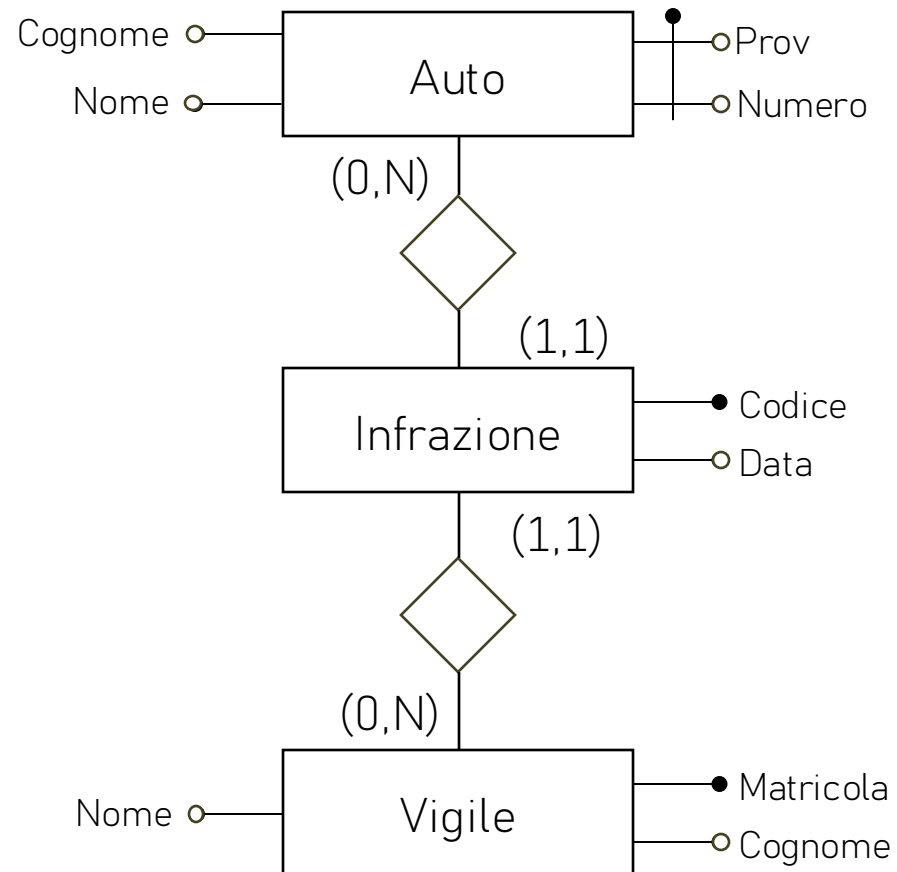 Cognome
Prov
Auto
Nome
Numero
(0,N)
(1,1)
Codice
Infrazione
Data
(1,1)
(0,N)
Matricola
Nome
Vigile
Cognome